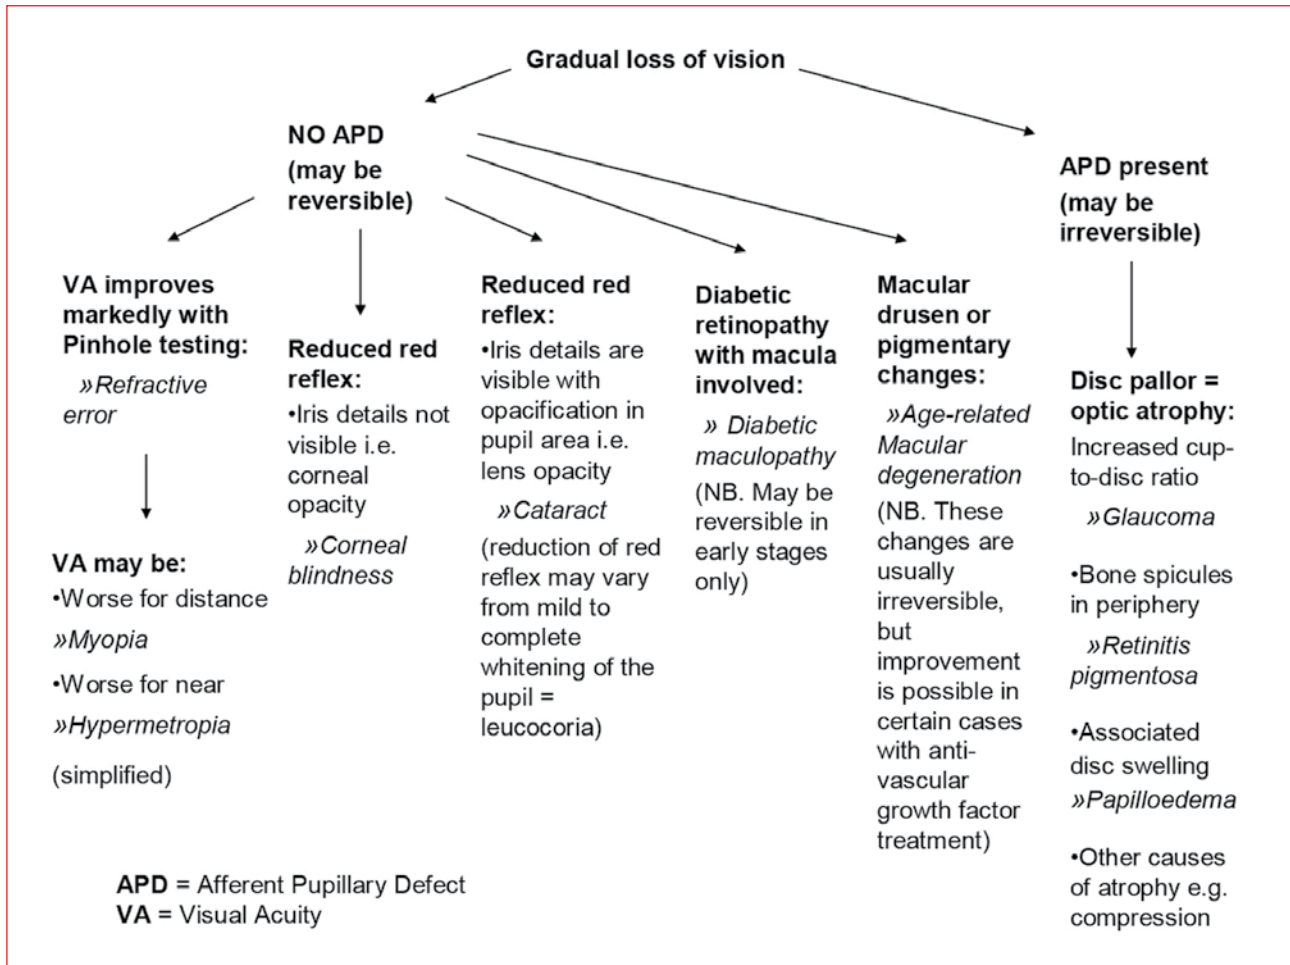 Gradual loss of vision
NO APD
(may be
reversible)
APD present
(may be
irreversible)
VA improves
markedly with
Pinhole testing:
»Refractive
error
VA may be:
•Worse for distance
»Myopia
•Worse for near
»Hypermetropia
(simplified)
Reduced red
reflex:
•Iris details not
visible i.e.
corneal
opacity
»Corneal
blindness
Reduced red
reflex:
•Iris details are
visible with
opacification in
pupil area i.e.
lens opacity
»Cataract
(reduction of red
reflex may vary
from mild to
complete
whitening of the
pupil =
leucocoria)
Diabetic
retinopathy
with macula
involved:
» Diabetic
maculopathy
(NB. May be
reversible in
early stages
only)
Macular
drusen or
pigmentary
changes:
»Age-related
Macular
degeneration
(NB. These
changes are
usually
irreversible,
but
improvement
is possible in
certain cases
with anti-
vascular
growth factor
treatment)
Disc pallor =
optic atrophy:
Increased cup-
to-disc ratio
»Glaucoma
•Bone spicules
in periphery
»Retinitis
pigmentosa
•Associated
disc swelling
»Papilloedema
•Other causes
of atrophy e.g.
compression
APD = Afferent Pupillary Defect
VA = Visual Acuity